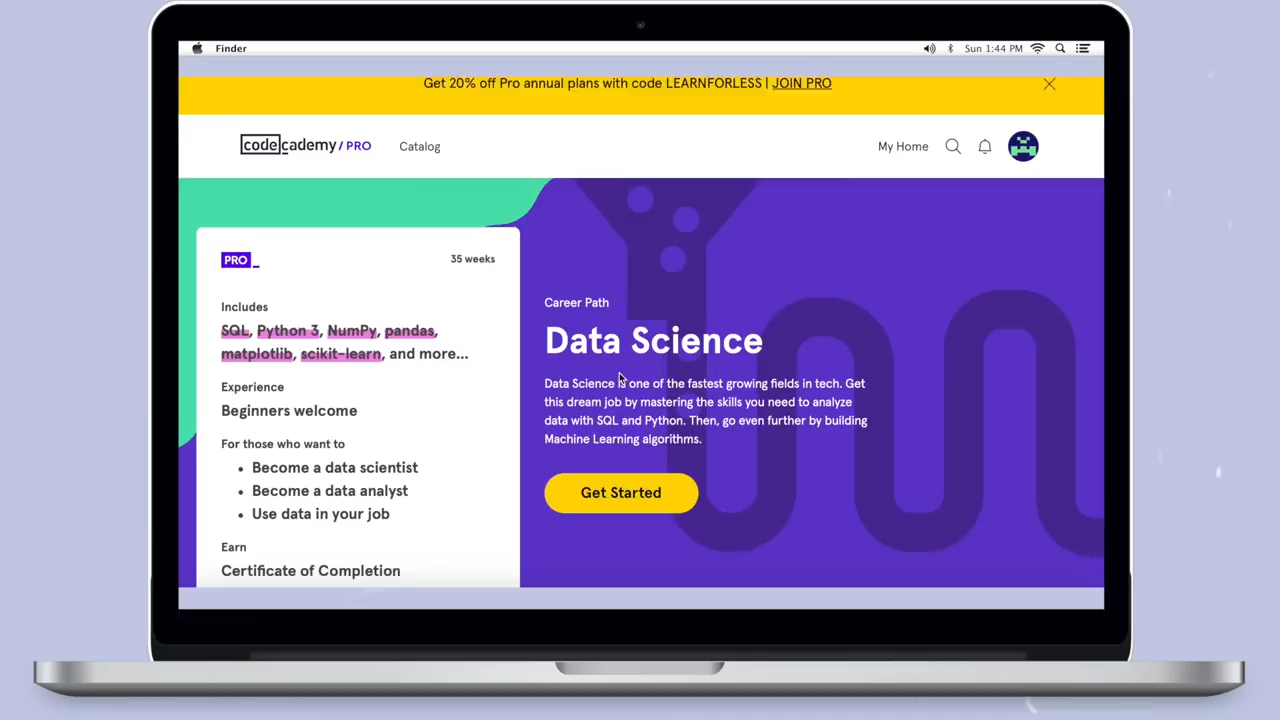 Finder
Sun 1:44 PM
Get 20% off Pro annual plans with code LEARNFORLESS | JOIN PRO
codecademy / PRO
Catalog
My Home
PRO_
35 weeks
Includes
SQL, Python 3, NumPy, pandas,
matplotlib, scikit-learn, and more...
Experience
Beginners welcome
For those who want to
• Become a data scientist
• Become a data analyst
• Use data in your job
Earn
Certificate of Completion
Career Path
Data Science
Data Science is one of the fastest growing fields in tech. Get
this dream job by mastering the skills you need to analyze
data with SQL and Python. Then, go even further by building
Machine Learning algorithms.
Get Started